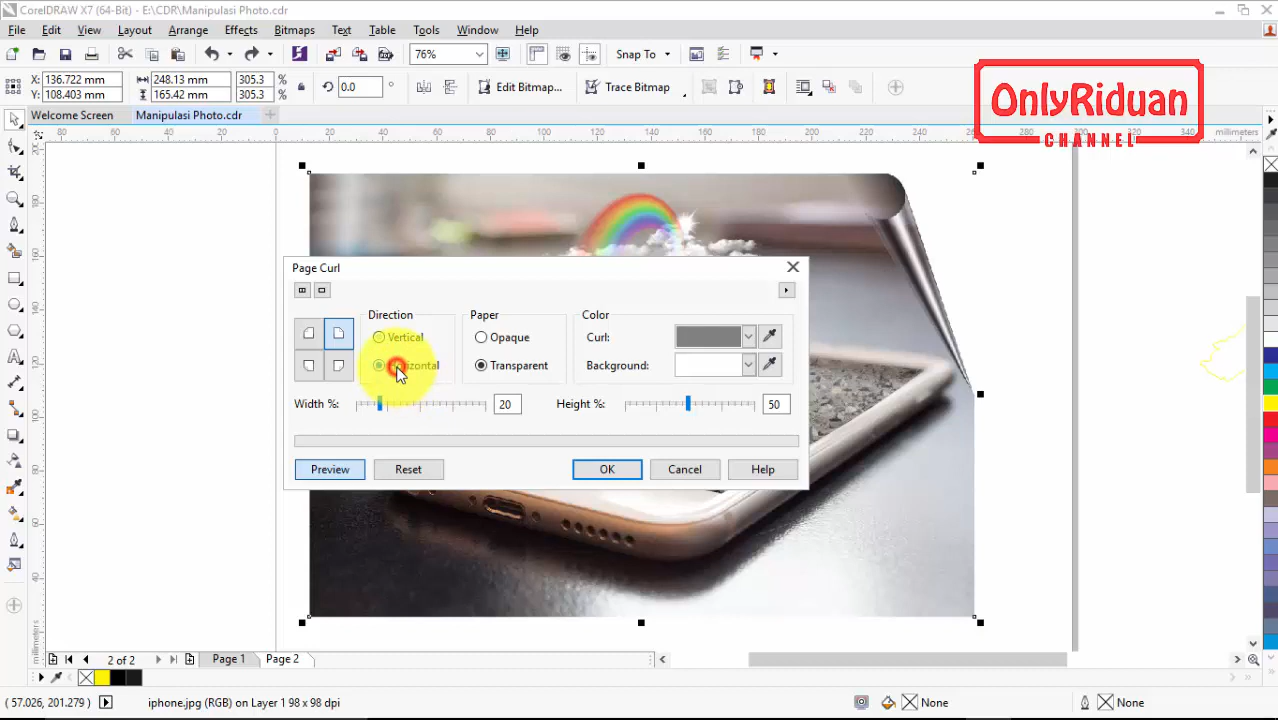 CorelDRAW X7 (64-Bit) - E:\CDR\Manipulasi Photo.cdr
File Edit View Layout Arrange Effects Bitmaps Text Table Tools Window Help
76% Snap To
X: 136.722 mm 248.13 mm 305.3 % 0.0 ° Edit Bitmap... Trace Bitmap
Y: 108.403 mm 165.42 mm 305.3 %
OnlyRiduan
CHANNEL
Welcome Screen Manipulasi Photo.cdr
millimeters
Page Curl
Direction Paper Color
Vertical Opaque Curl:
Transparent Background:
Width %: 20 Height %: 50
Preview Reset OK Cancel Help
millimeters
2 of 2 Page 1 Page 2
( 57.026, 201.279 ) iphone.jpg (RGB) on Layer 1 98 x 98 dpi None None